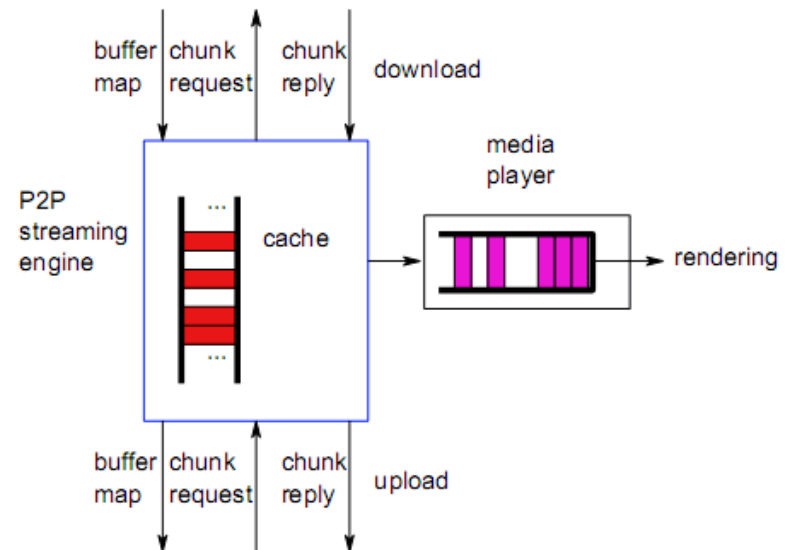 buffer
map
chunk
request
chunk
reply
download
media
player
P2P
streaming
engine
...
cache
rendering
...
buffer
map
chunk
request
chunk
reply
upload